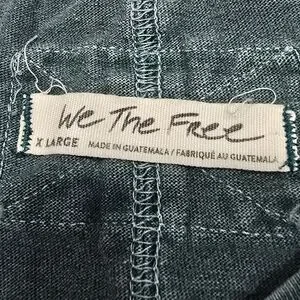 We The Free
X LARGE MADE IN GUATEMALA / FABRIQUÉ AU GUATEMALA